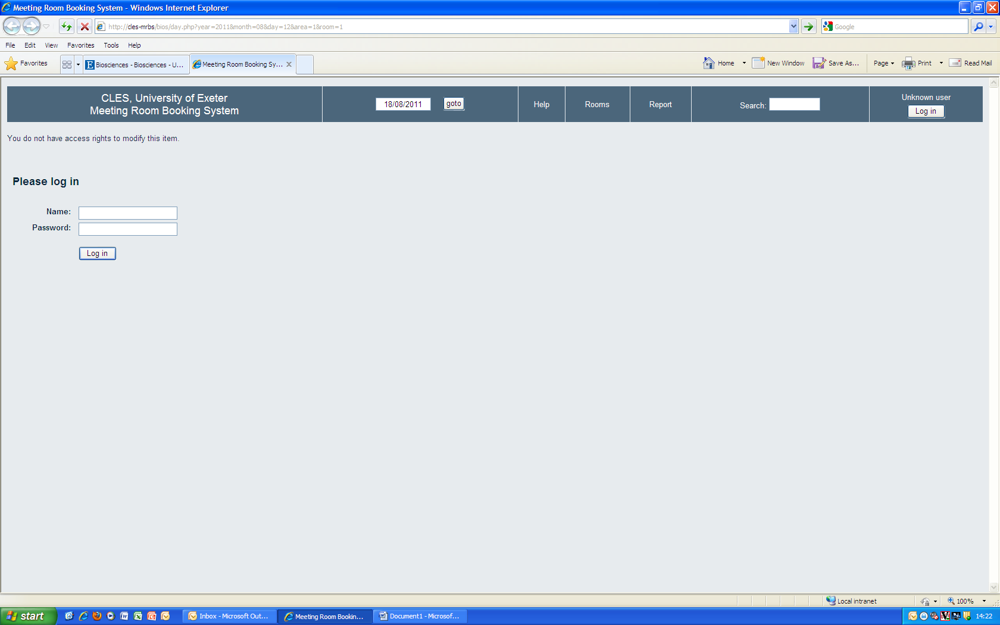 Meeting Room Booking System - Windows Internet Explorer
http://cles-mrbs/bios/day.php?year=2011&month=08&day=12&area=1&room=1
Google
File Edit View Favorites Tools Help
Favorites
Biosciences - Biosciences - U...
Meeting Room Booking Sy...
Home
New Window
Save As...
Page
Print
Read Mail
CLES, University of Exeter
Meeting Room Booking System
18/08/2011
goto
Help
Rooms
Report
Search:
Unknown user
Log in
You do not have access rights to modify this item.
Please log in
Name:
Password:
Log in
Local intranet
100%
start
Inbox - Microsoft Out...
Meeting Room Bookin...
Document1 - Microsof...
14:22